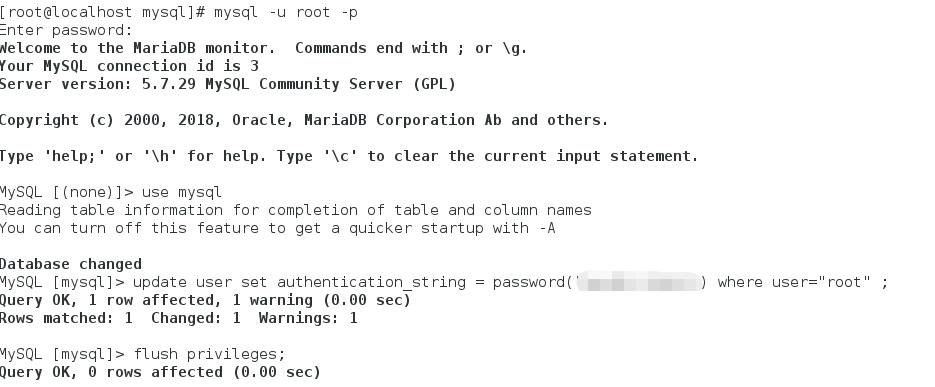 [root@localhost mysql]# mysql -u root -p
Enter password:
Welcome to the MariaDB monitor.  Commands end with ; or \g.
Your MySQL connection id is 3
Server version: 5.7.29 MySQL Community Server (GPL)
Copyright (c) 2000, 2018, Oracle, MariaDB Corporation Ab and others.
Type 'help;' or '\h' for help. Type '\c' to clear the current input statement.
MySQL [(none)]> use mysql
Reading table information for completion of table and column names
You can turn off this feature to get a quicker startup with -A
Database changed
MySQL [mysql]> update user set authentication_string = password(' ) where user="root" ;
Query OK, 1 row affected, 1 warning (0.00 sec)
Rows matched: 1  Changed: 1  Warnings: 1
MySQL [mysql]> flush privileges;
Query OK, 0 rows affected (0.00 sec)